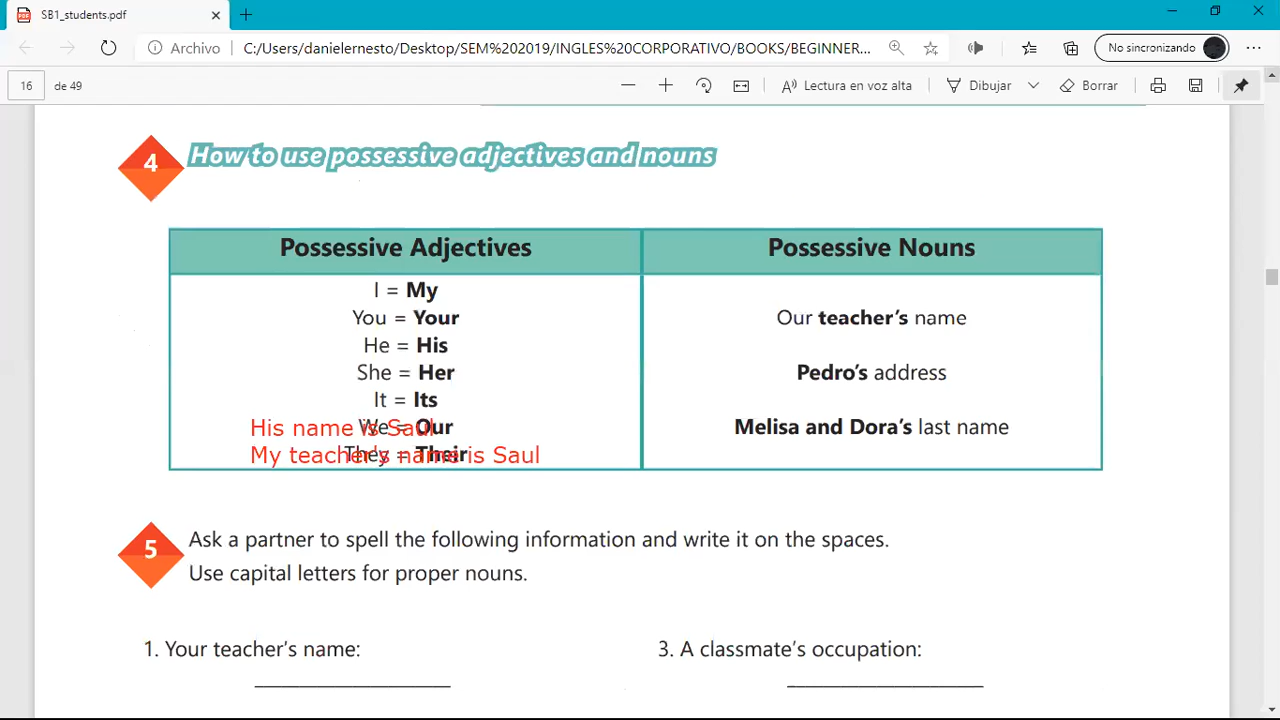 SB1_students.pdf
Archivo
C:/Users/danielernesto/Desktop/SEM%202019/INGLES%20CORPORATIVO/BOOKS/BEGINNER...
No sincronizando
16 de 49
Lectura en voz alta
Dibujar
Borrar
4 How to use possessive adjectives and nouns
Possessive Adjectives
I = My
You = Your
He = His
She = Her
It = Its
We = Our
They = Their
His name is Saul
My teacher's name is Saul
Possessive Nouns
Our teacher's name
Pedro's address
Melisa and Dora's last name
5 Ask a partner to spell the following information and write it on the spaces.
Use capital letters for proper nouns.
1. Your teacher's name:
3. A classmate's occupation: